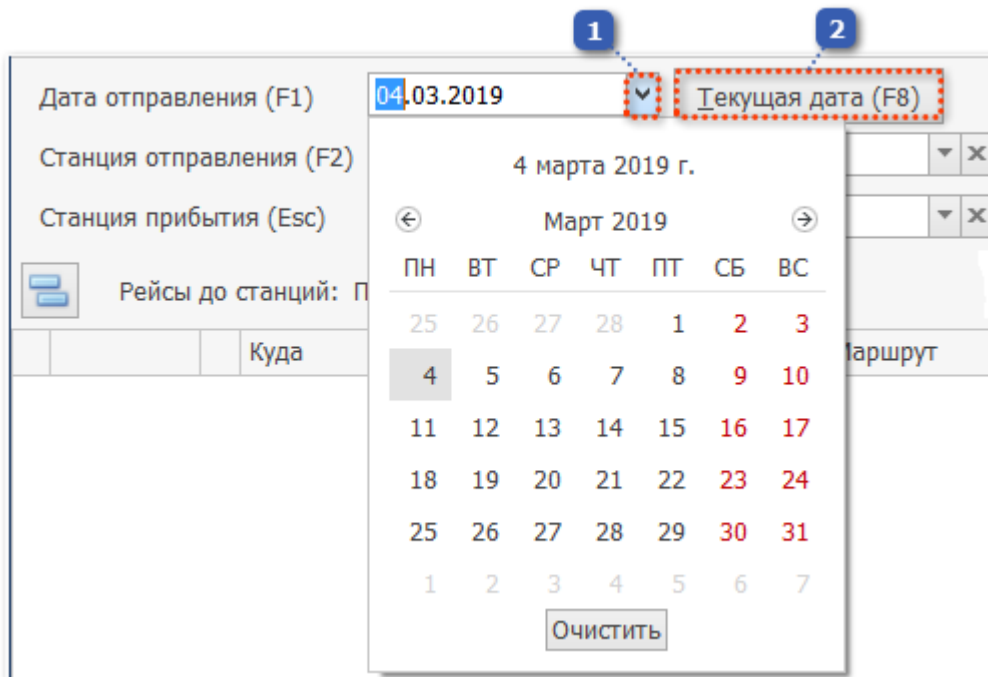 1 2
Дата отправления (F1) 04.03.2019 Текущая дата (F8)
Станция отправления (F2)
4 марта 2019 г.
Станция прибытия (Esc)
Март 2019
ПН ВТ СР ЧТ ПТ СБ ВС
Рейсы до станций: П
25 26 27 28 1 2 3
Куда
4 5 6 7 8 9 10
11 12 13 14 15 16 17
18 19 20 21 22 23 24
25 26 27 28 29 30 31
1 2 3 4 5 6 7
Очистить